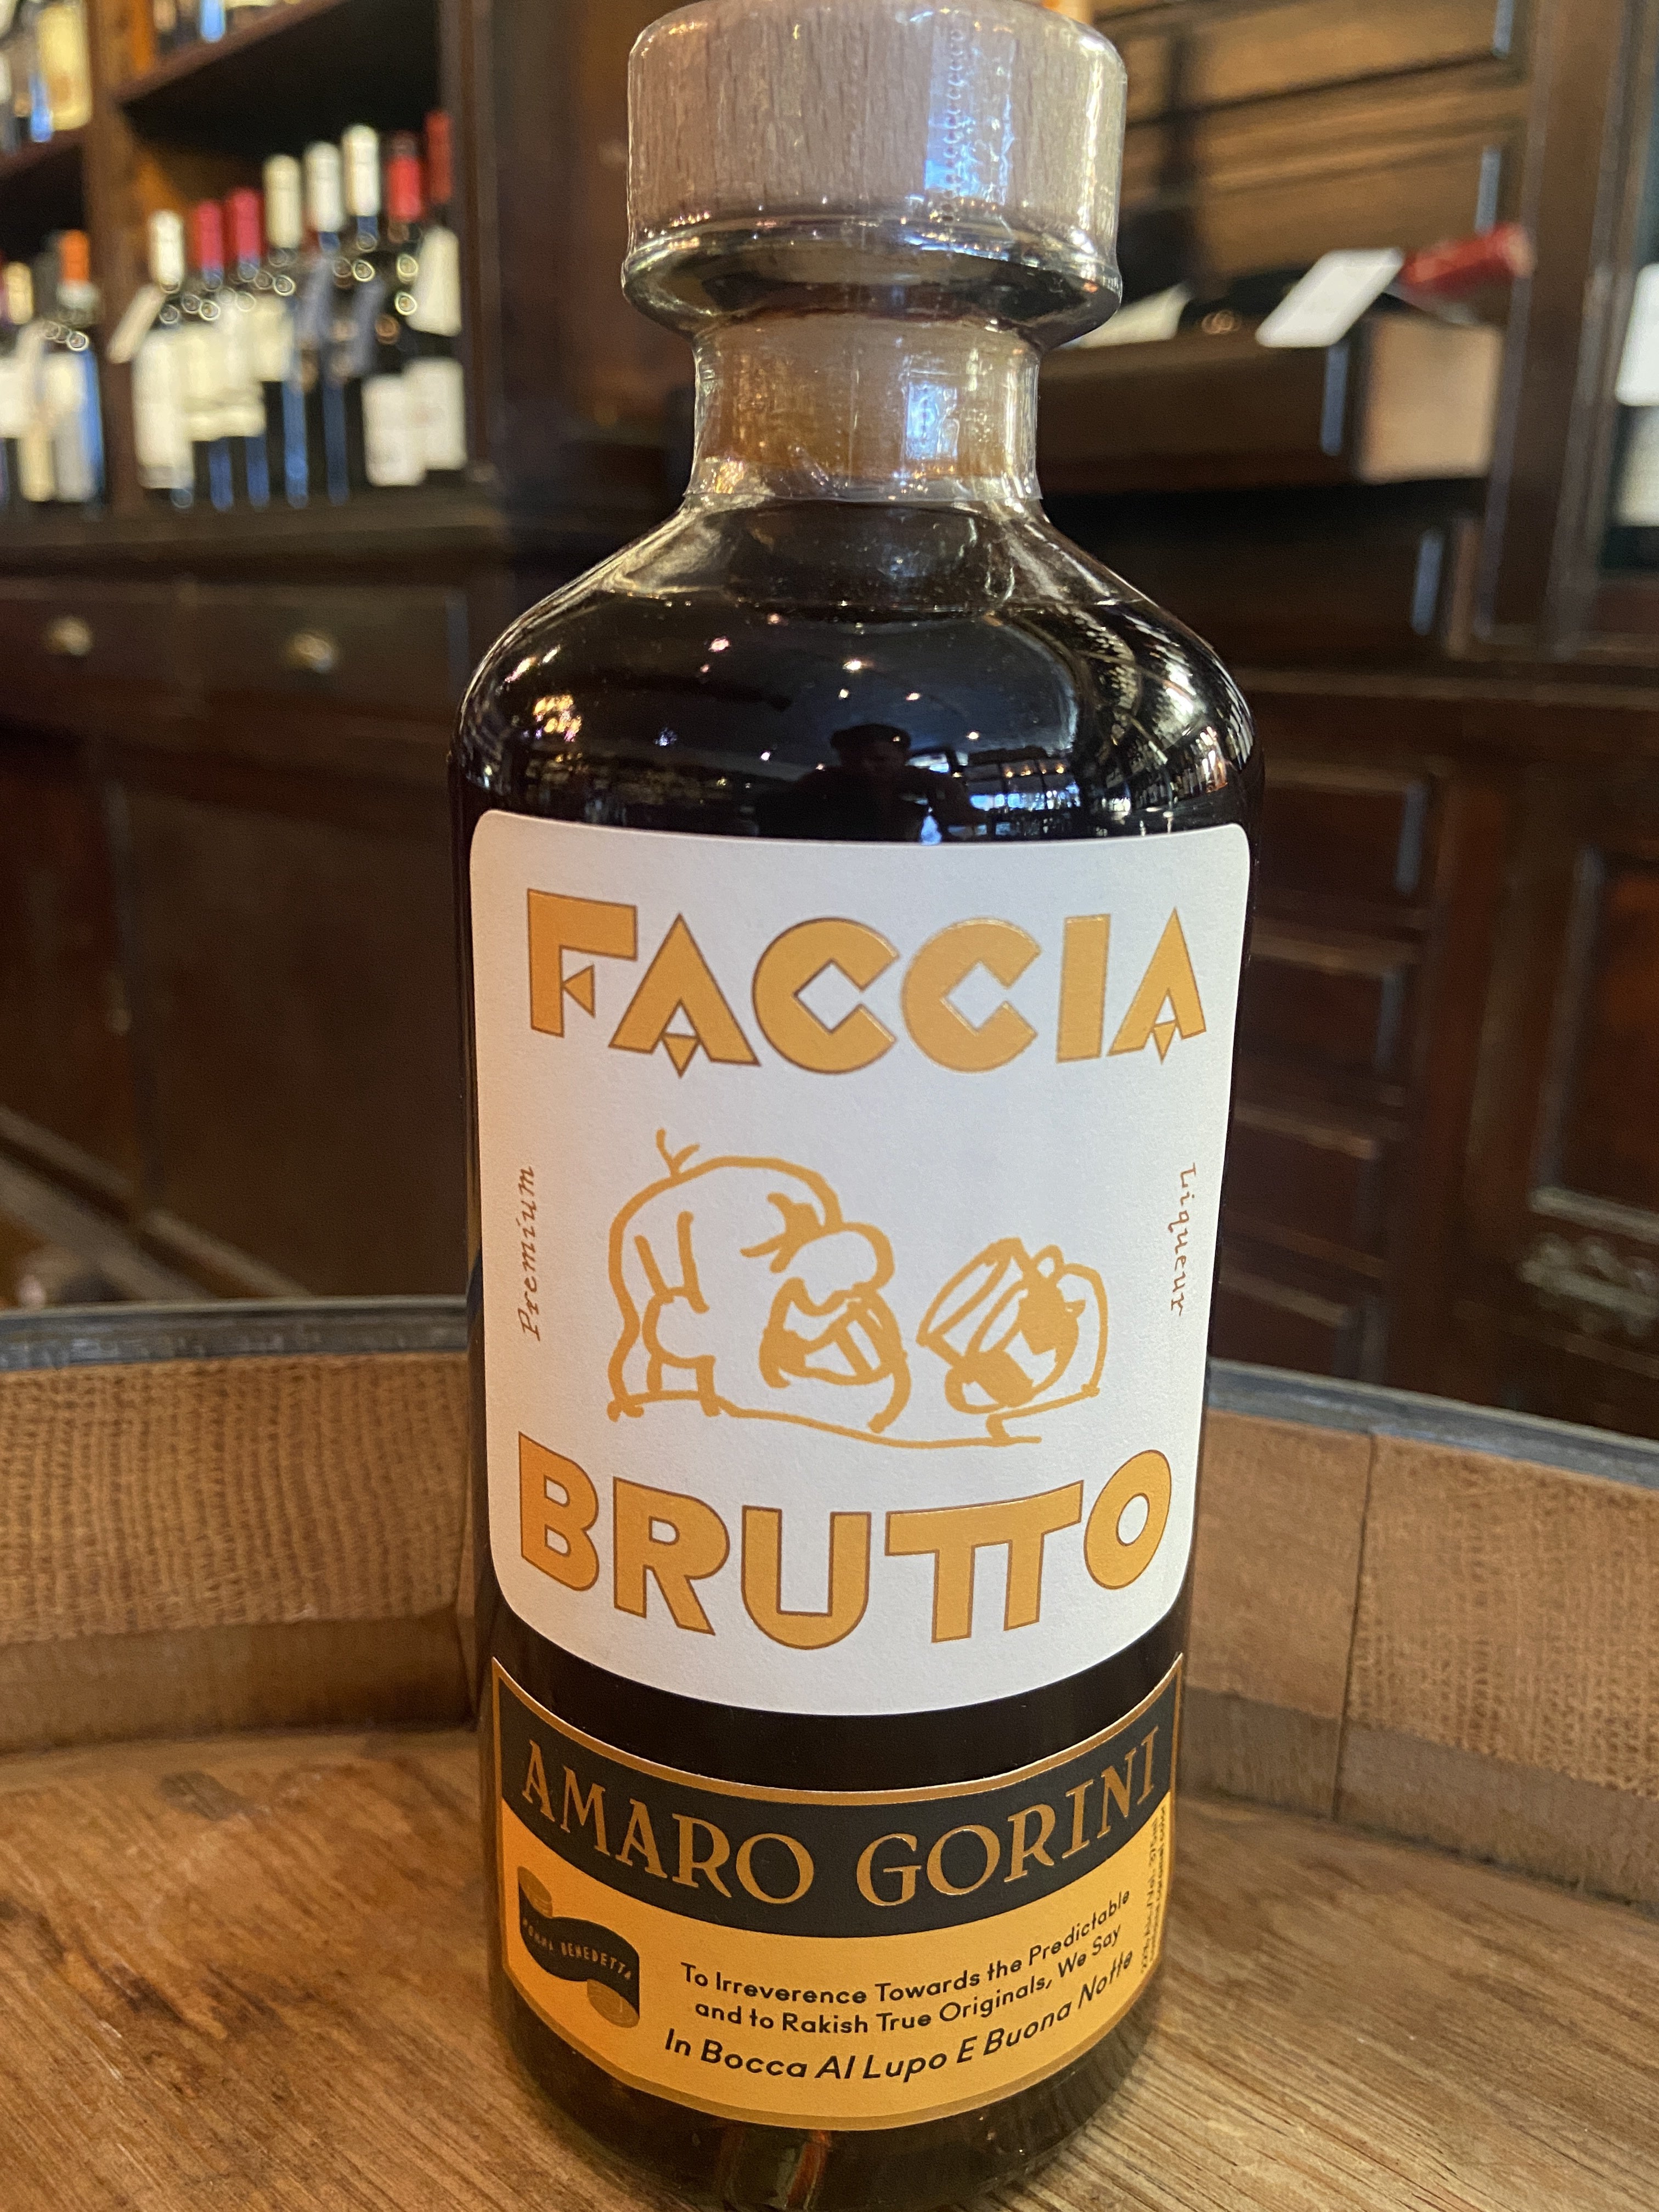 FACCIA
Premium
Liqueur
BRUTTO
AMARO GORINI
BENEDETTA
To Irreverence Towards the Predictable
and to Rakish True Originals, We Say
In Bocca Al Lupo E Buona Notte